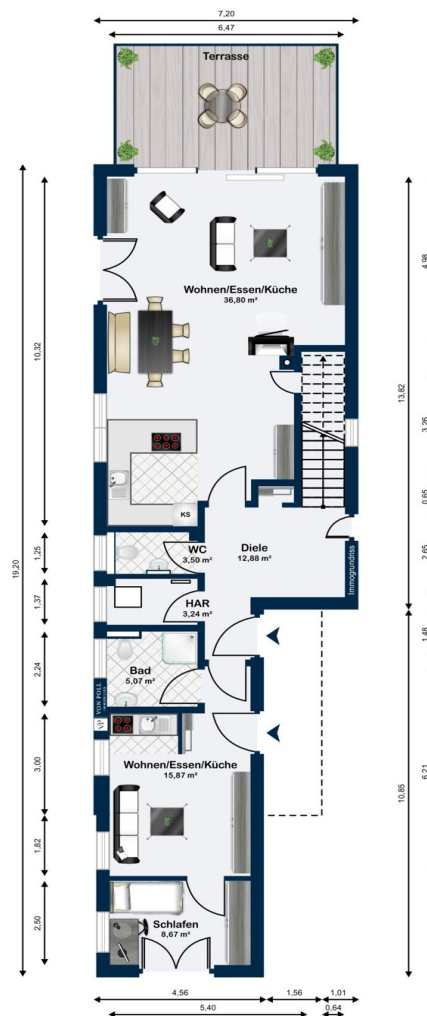 7,20
6,47
Terrasse
Wohnen/Essen/Küche
36,80 m²
KS
WC
3,50 m²
Diele
12,88 m²
HAR
3,24 m²
Bad
5,07 m²
Wohnen/Essen/Küche
15,87 m²
Schlafen
8,67 m²
Immogrundriss
VON POLL
VP
19,20
10,32
1,25
1,37
2,24
3,00
1,82
2,50
13,82
10,85
4,98
3,26
0,65
2,65
1,48
6,21
4,56
1,56
1,01
5,40
0,64